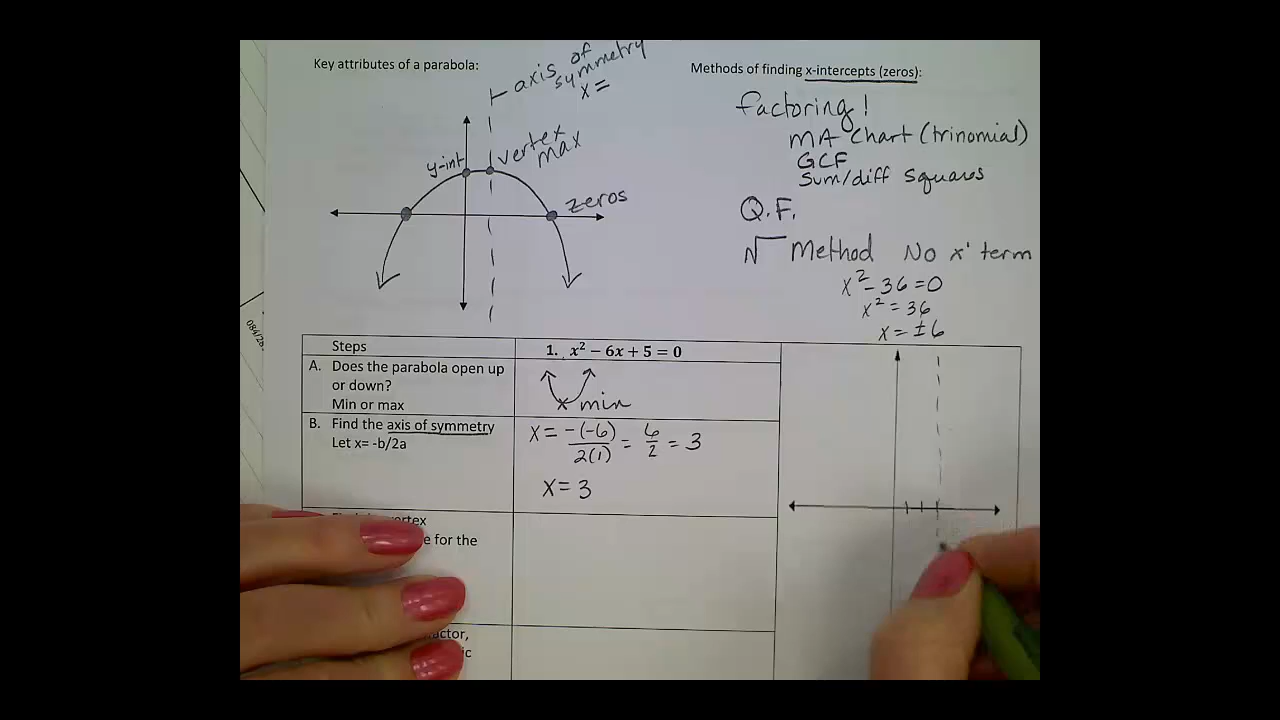 Key attributes of a parabola:
axis of
symmetry
x =
y-int
vertex
max
zeros
Methods of finding x-intercepts (zeros):
factoring!
MA Chart (trinomial)
GCF
Sum/diff squares
Q.F.
√ Method No x¹ term
x² - 36 = 0
x² = 36
x = ±6
Steps
1. x² − 6x + 5 = 0
A. Does the parabola open up
or down?
Min or max
x min
B. Find the axis of symmetry
Let x= -b/2a
x = -(-6)/2(1) = 6/2 = 3
x = 3
e for the